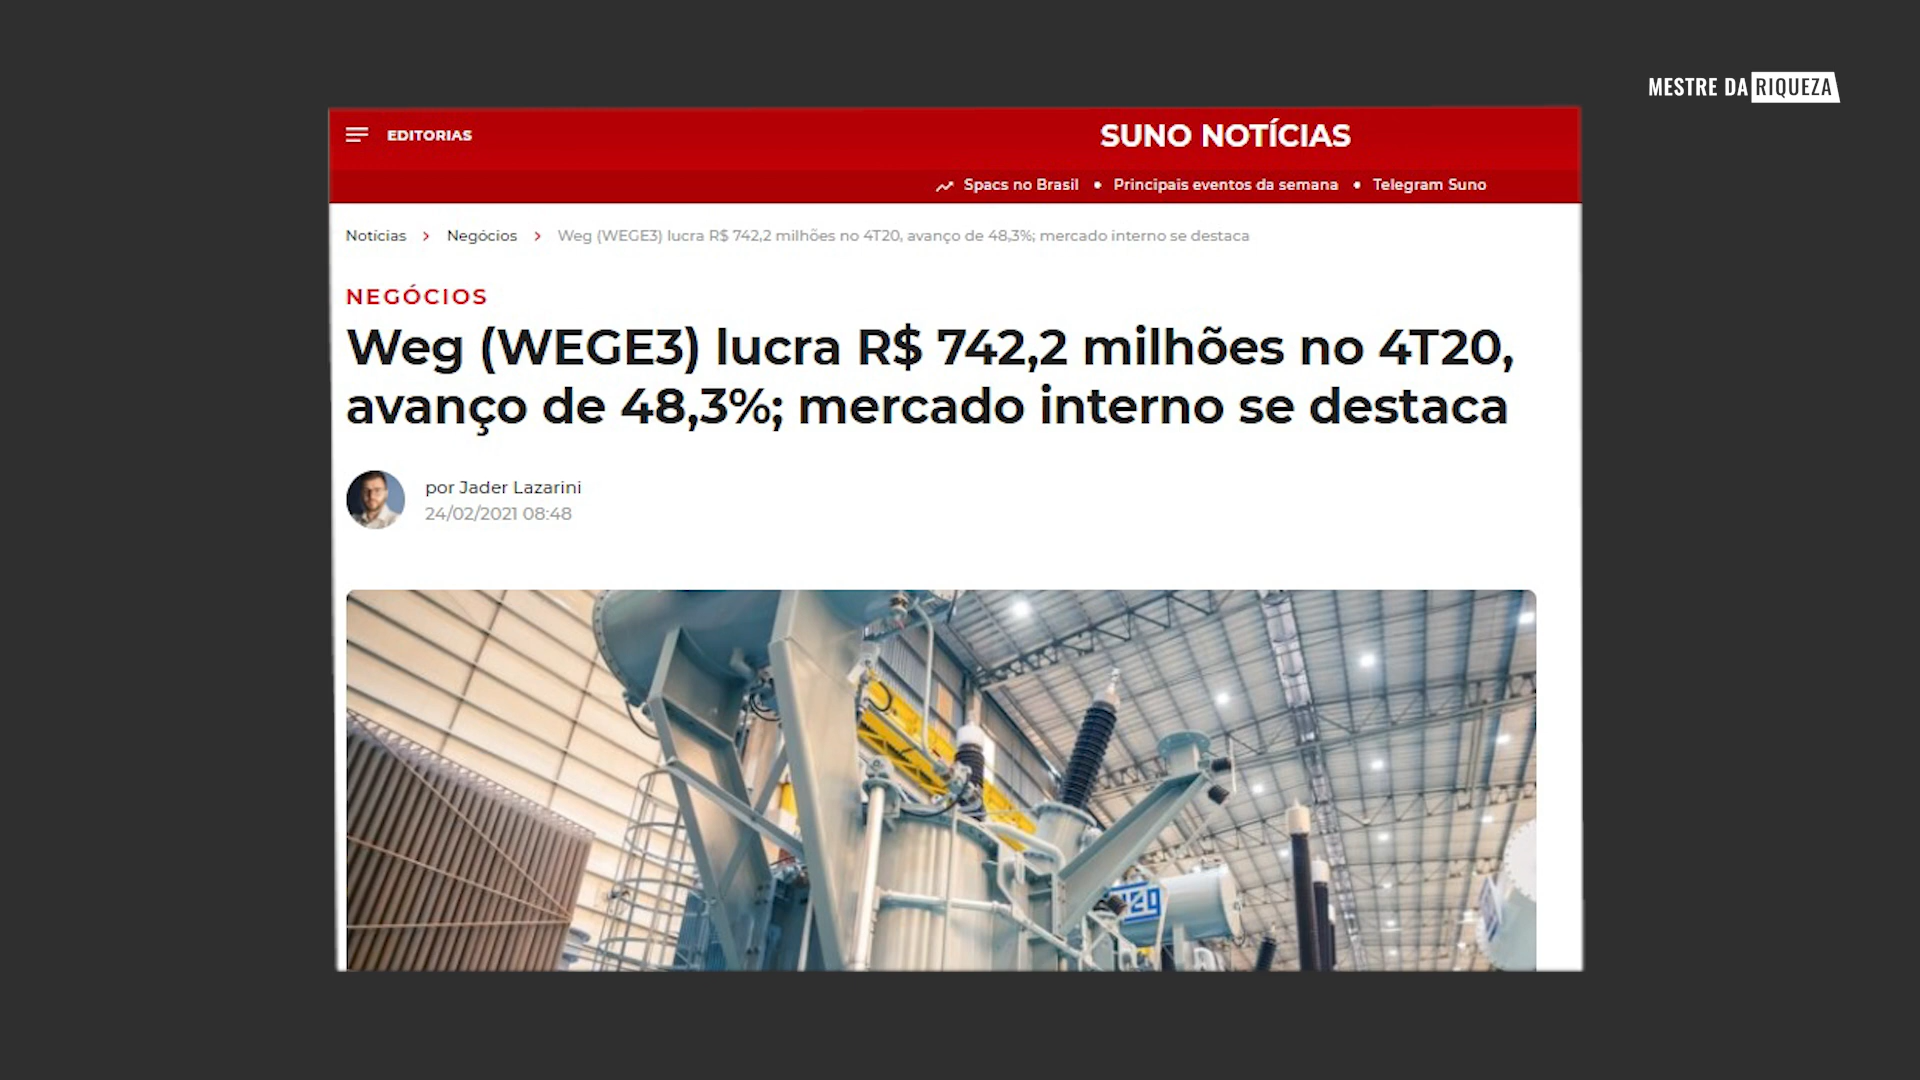 MESTRE DA RIQUEZA
EDITORIAS
SUNO NOTÍCIAS
Spacs no Brasil • Principais eventos da semana • Telegram Suno
Notícias > Negócios > Weg (WEGE3) lucra R$ 742,2 milhões no 4T20, avanço de 48,3%; mercado interno se destaca
NEGÓCIOS
Weg (WEGE3) lucra R$ 742,2 milhões no 4T20,
avanço de 48,3%; mercado interno se destaca
por Jader Lazarini
24/02/2021 08:48